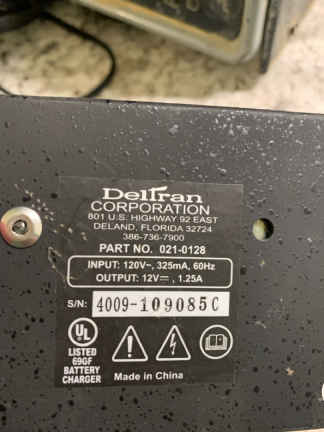 Deltran
CORPORATION
801 U.S. HIGHWAY 92 EAST
DELAND, FLORIDA 32724
386-736-7900
PART NO. 021-0128
INPUT: 120V~, 325mA, 60Hz
OUTPUT: 12V⎓, 1.25A
S/N: 4009-109085C
UL
LISTED
69GF
BATTERY
CHARGER
Made in China